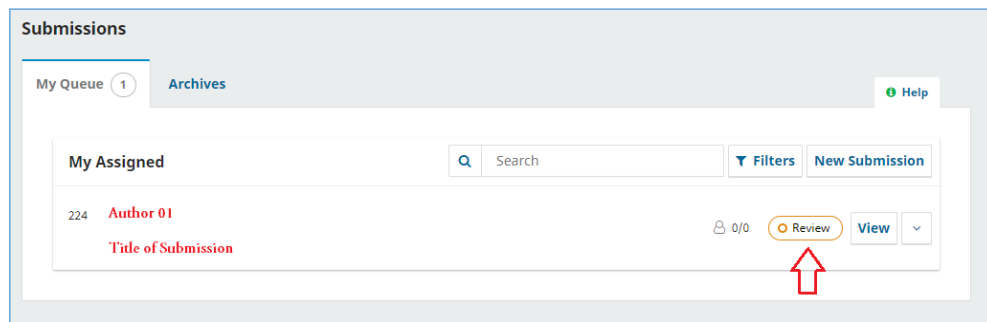 Submissions
My Queue 1 Archives
Help
My Assigned Search Filters New Submission
224 Author 01
0/0 Review View
Title of Submission